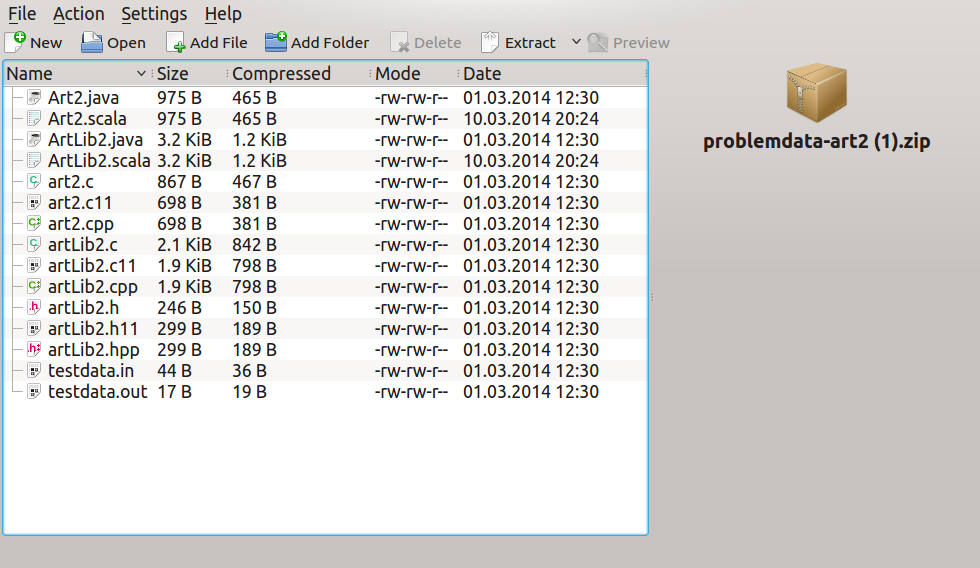 File Action Settings Help
New Open Add File Add Folder Delete Extract Preview
Name Size Compressed Mode Date
Art2.java 975 B 465 B -rw-rw-r-- 01.03.2014 12:30
Art2.scala 975 B 465 B -rw-rw-r-- 10.03.2014 20:24
ArtLib2.java 3.2 KiB 1.2 KiB -rw-rw-r-- 01.03.2014 12:30
ArtLib2.scala 3.2 KiB 1.2 KiB -rw-rw-r-- 10.03.2014 20:24
art2.c 867 B 467 B -rw-rw-r-- 01.03.2014 12:30
art2.c11 698 B 381 B -rw-rw-r-- 01.03.2014 12:30
art2.cpp 698 B 381 B -rw-rw-r-- 01.03.2014 12:30
artLib2.c 2.1 KiB 842 B -rw-rw-r-- 01.03.2014 12:30
artLib2.c11 1.9 KiB 798 B -rw-rw-r-- 01.03.2014 12:30
artLib2.cpp 1.9 KiB 798 B -rw-rw-r-- 01.03.2014 12:30
artLib2.h 246 B 150 B -rw-rw-r-- 01.03.2014 12:30
artLib2.h11 299 B 189 B -rw-rw-r-- 01.03.2014 12:30
artLib2.hpp 299 B 189 B -rw-rw-r-- 01.03.2014 12:30
testdata.in 44 B 36 B -rw-rw-r-- 01.03.2014 12:30
testdata.out 17 B 19 B -rw-rw-r-- 01.03.2014 12:30
problemdata-art2 (1).zip